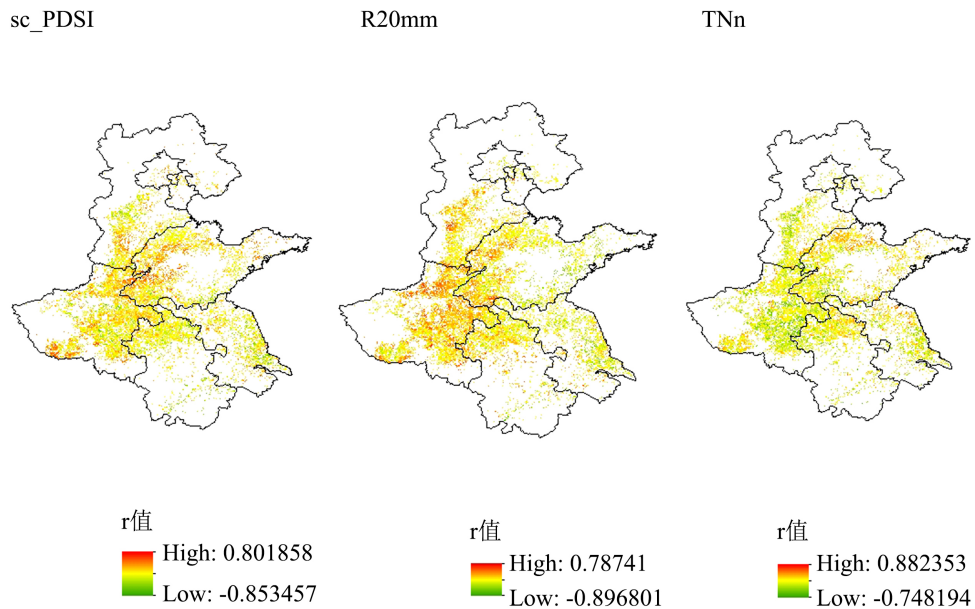 sc_PDSI
R20mm
TNn
r值
High: 0.801858
Low: -0.853457
r值
High: 0.78741
Low: -0.896801
r值
High: 0.882353
Low: -0.748194